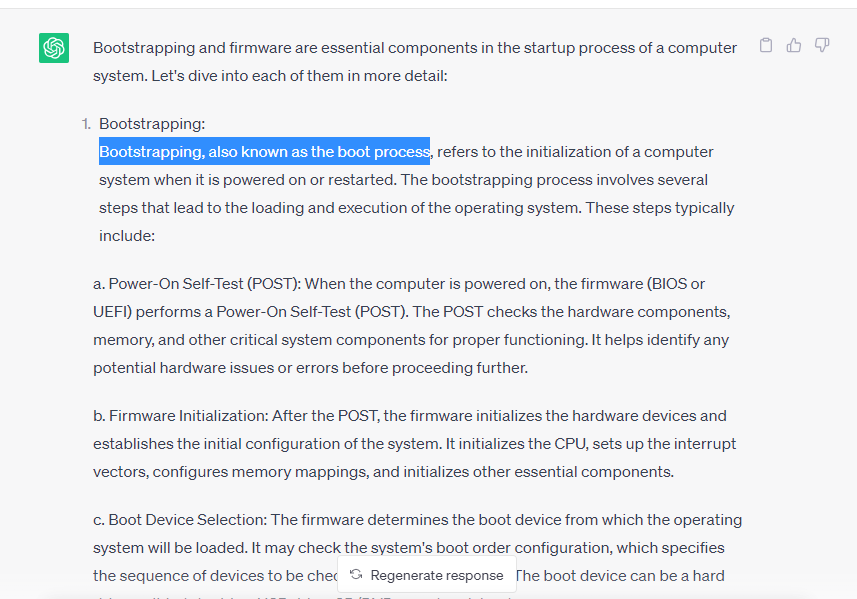 Bootstrapping and firmware are essential components in the startup process of a computer
system. Let's dive into each of them in more detail:
1. Bootstrapping:
Bootstrapping, also known as the boot process, refers to the initialization of a computer
system when it is powered on or restarted. The bootstrapping process involves several
steps that lead to the loading and execution of the operating system. These steps typically
include:
a. Power-On Self-Test (POST): When the computer is powered on, the firmware (BIOS or
UEFI) performs a Power-On Self-Test (POST). The POST checks the hardware components,
memory, and other critical system components for proper functioning. It helps identify any
potential hardware issues or errors before proceeding further.
b. Firmware Initialization: After the POST, the firmware initializes the hardware devices and
establishes the initial configuration of the system. It initializes the CPU, sets up the interrupt
vectors, configures memory mappings, and initializes other essential components.
c. Boot Device Selection: The firmware determines the boot device from which the operating
system will be loaded. It may check the system's boot order configuration, which specifies
the sequence of devices to be The boot device can be a hard
Regenerate response